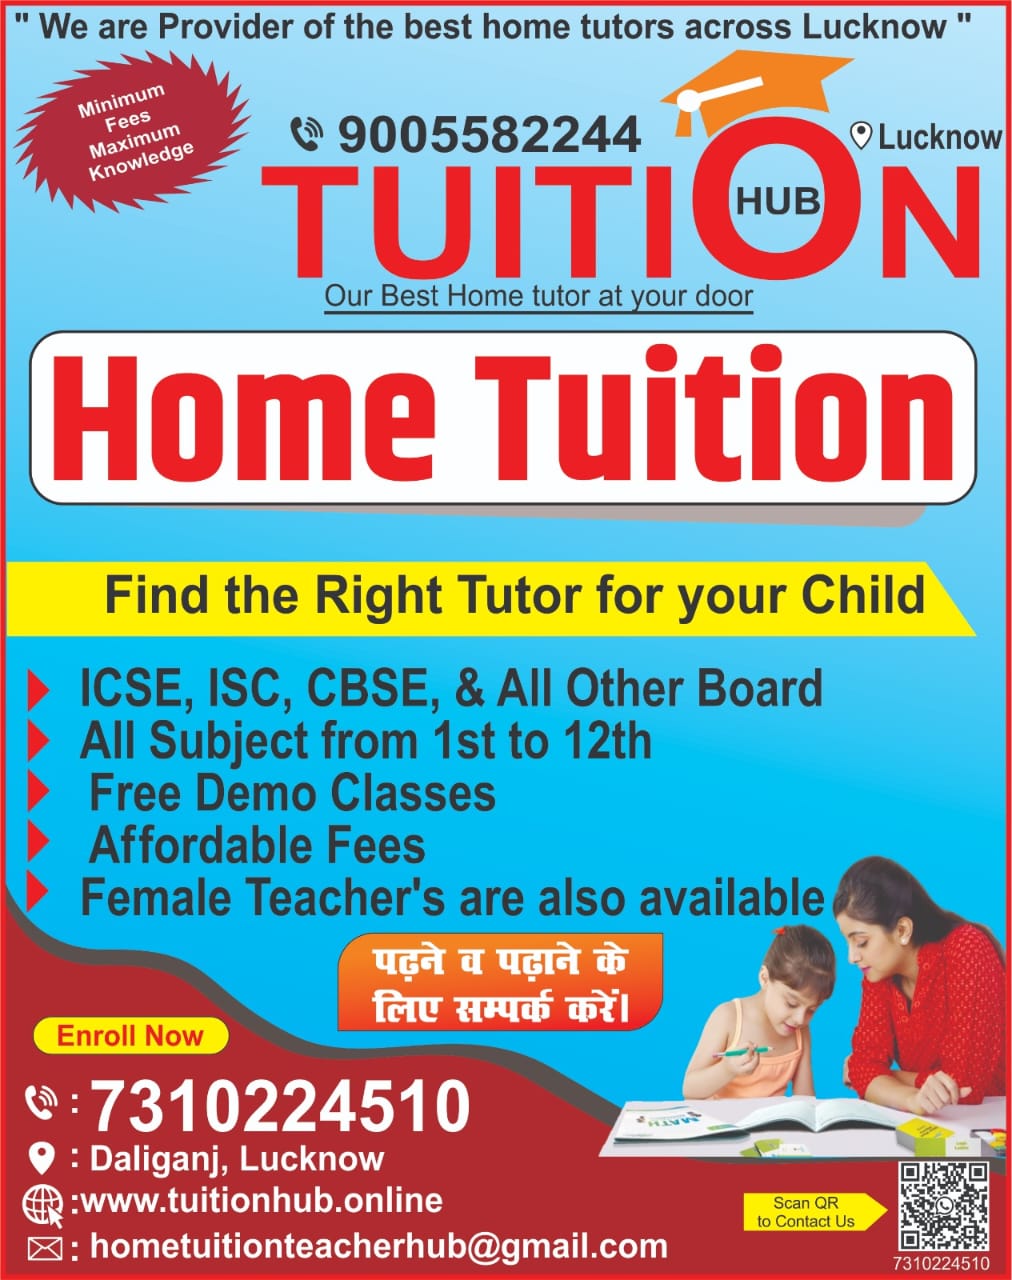 " We are Provider of the best home tutors across Lucknow "
Minimum
Fees
Maximum
Knowledge
9005582244
Lucknow
TUITION
HUB
Our Best Home tutor at your door
Home Tuition
Find the Right Tutor for your Child
ICSE, ISC, CBSE, & All Other Board
All Subject from 1st to 12th
Free Demo Classes
Affordable Fees
Female Teacher's are also available
पढ़ने व पढ़ाने के
लिए सम्पर्क करें।
Enroll Now
: 7310224510
: Daliganj, Lucknow
:www.tuitionhub.online
: hometuitionteacherhub@gmail.com
MATH
Scan QR
to Contact Us
7310224510